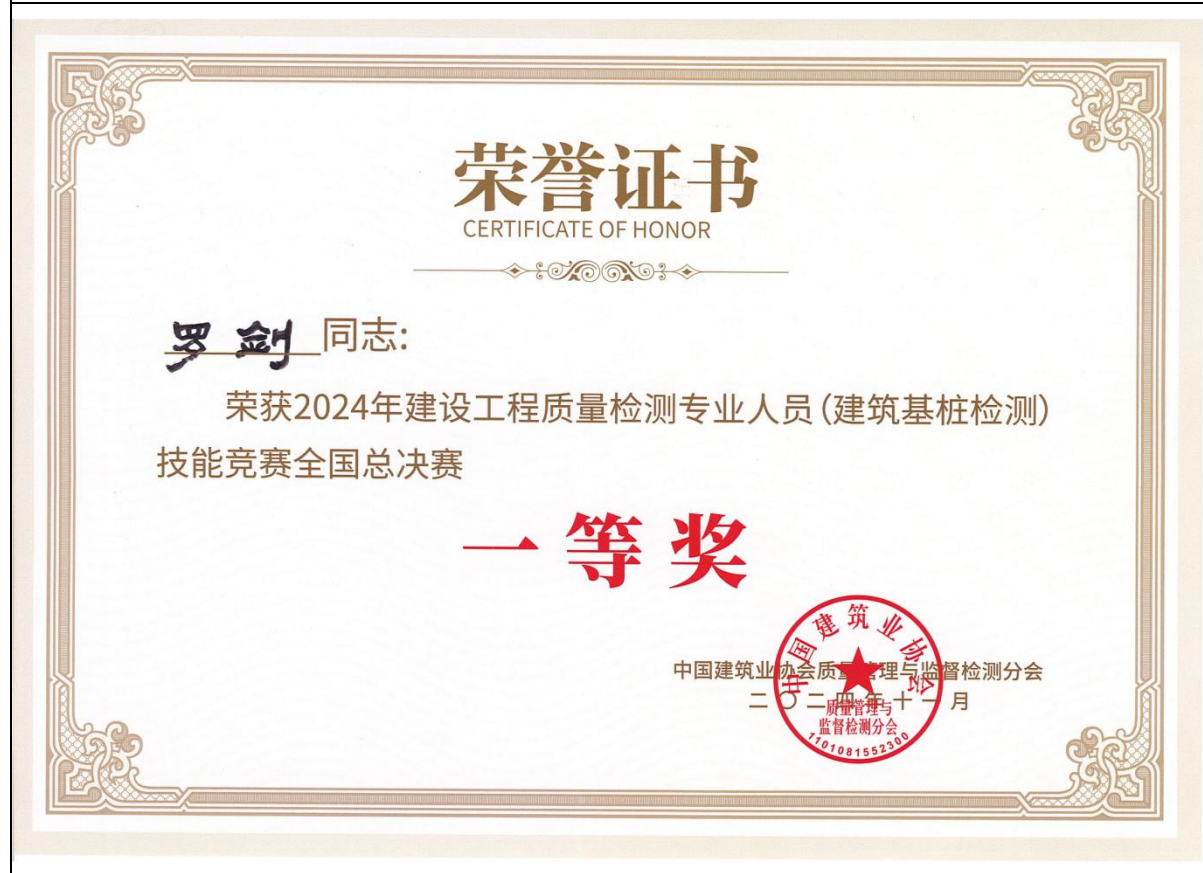 荣誉证书
CERTIFICATE OF HONOR
罗剑 同志:
荣获2024年建设工程质量检测专业人员(建筑基桩检测)
技能竞赛全国总决赛
一等奖
中国建筑业协会质量管理与监督检测分会
二〇二四年十一月
中国建筑业协会
质量管理与
监督检测分会
1101081552300